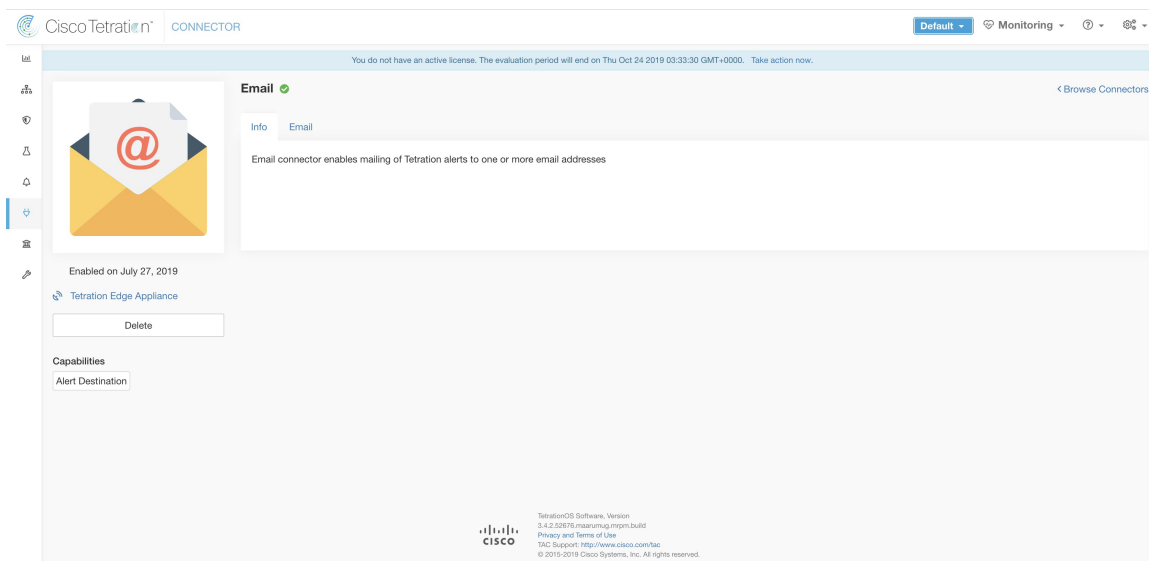 Cisco Tetration™ CONNECTOR
Default
Monitoring
You do not have an active license. The evaluation period will end on Thu Oct 24 2019 03:33:30 GMT+0000. Take action now.
@
Email
< Browse Connectors
Info Email
Email connector enables mailing of Tetration alerts to one or more email addresses
Enabled on July 27, 2019
Tetration Edge Appliance
Delete
Capabilities
Alert Destination
CISCO
TetrationOS Software, Version
3.4.2.52676.maarumug.mrpm.build
Privacy and Terms of Use
TAC Support: http://www.cisco.com/tac
© 2015-2019 Cisco Systems, Inc. All rights reserved.